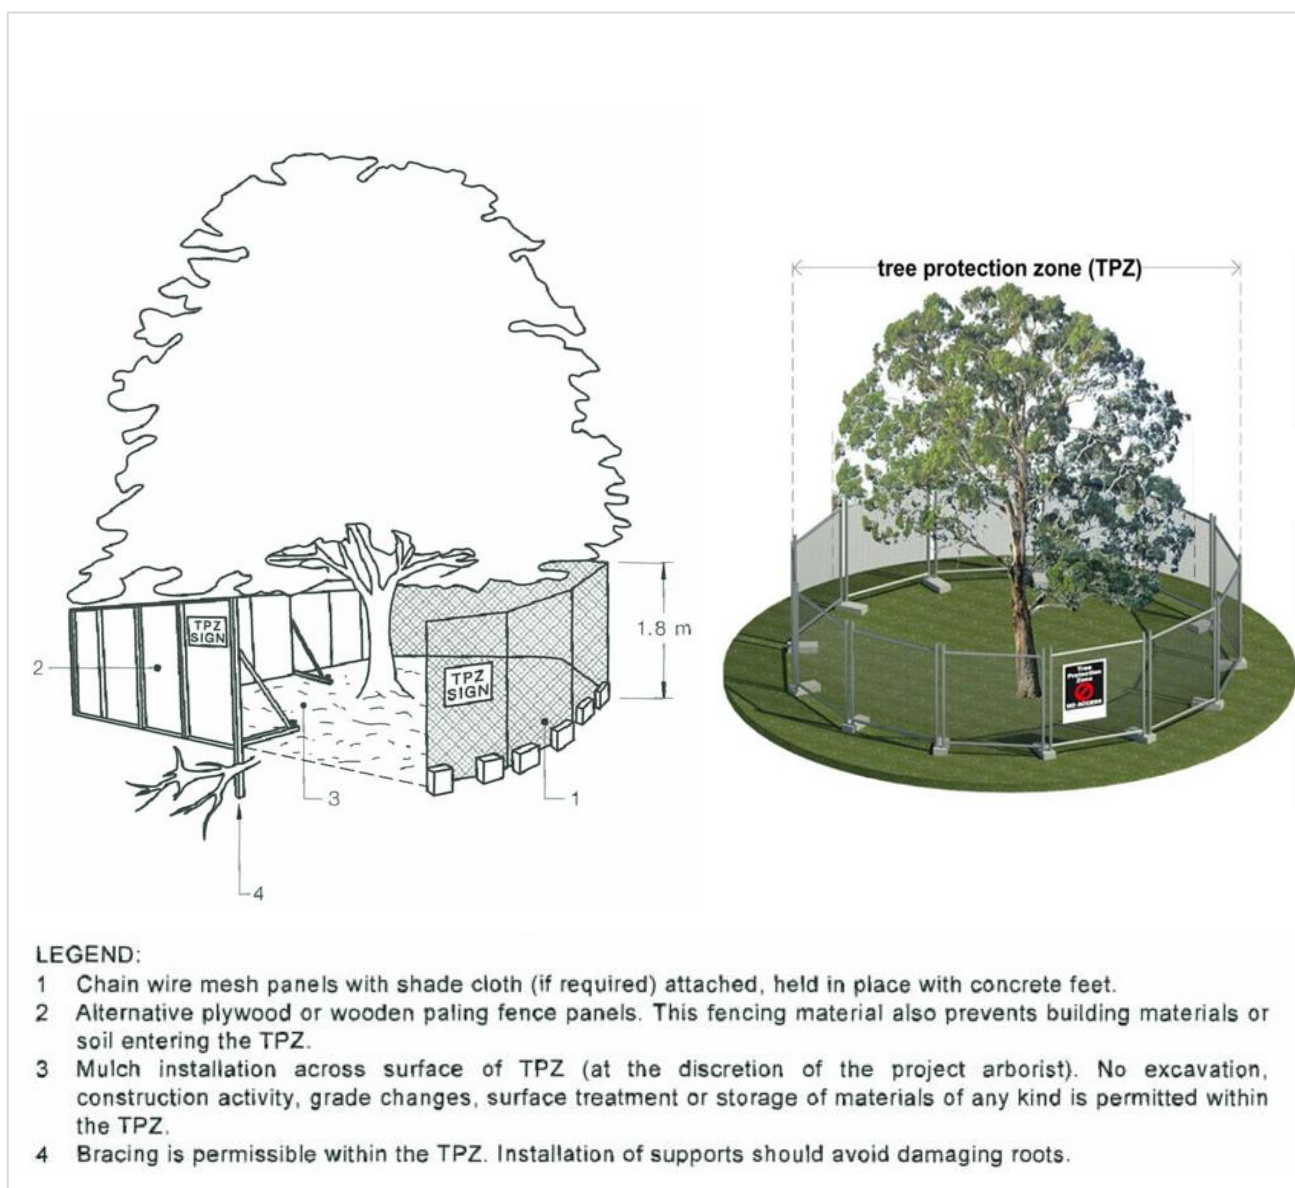 tree protection zone (TPZ)
TPZ
SIGN
1.8 m
2
TPZ
SIGN
Tree
Protection
Zone
NO ACCESS
3
1
4
LEGEND:
1 Chain wire mesh panels with shade cloth (if required) attached, held in place with concrete feet.
2 Alternative plywood or wooden paling fence panels. This fencing material also prevents building materials or
soil entering the TPZ.
3 Mulch installation across surface of TPZ (at the discretion of the project arborist). No excavation,
construction activity, grade changes, surface treatment or storage of materials of any kind is permitted within
the TPZ.
4 Bracing is permissible within the TPZ. Installation of supports should avoid damaging roots.